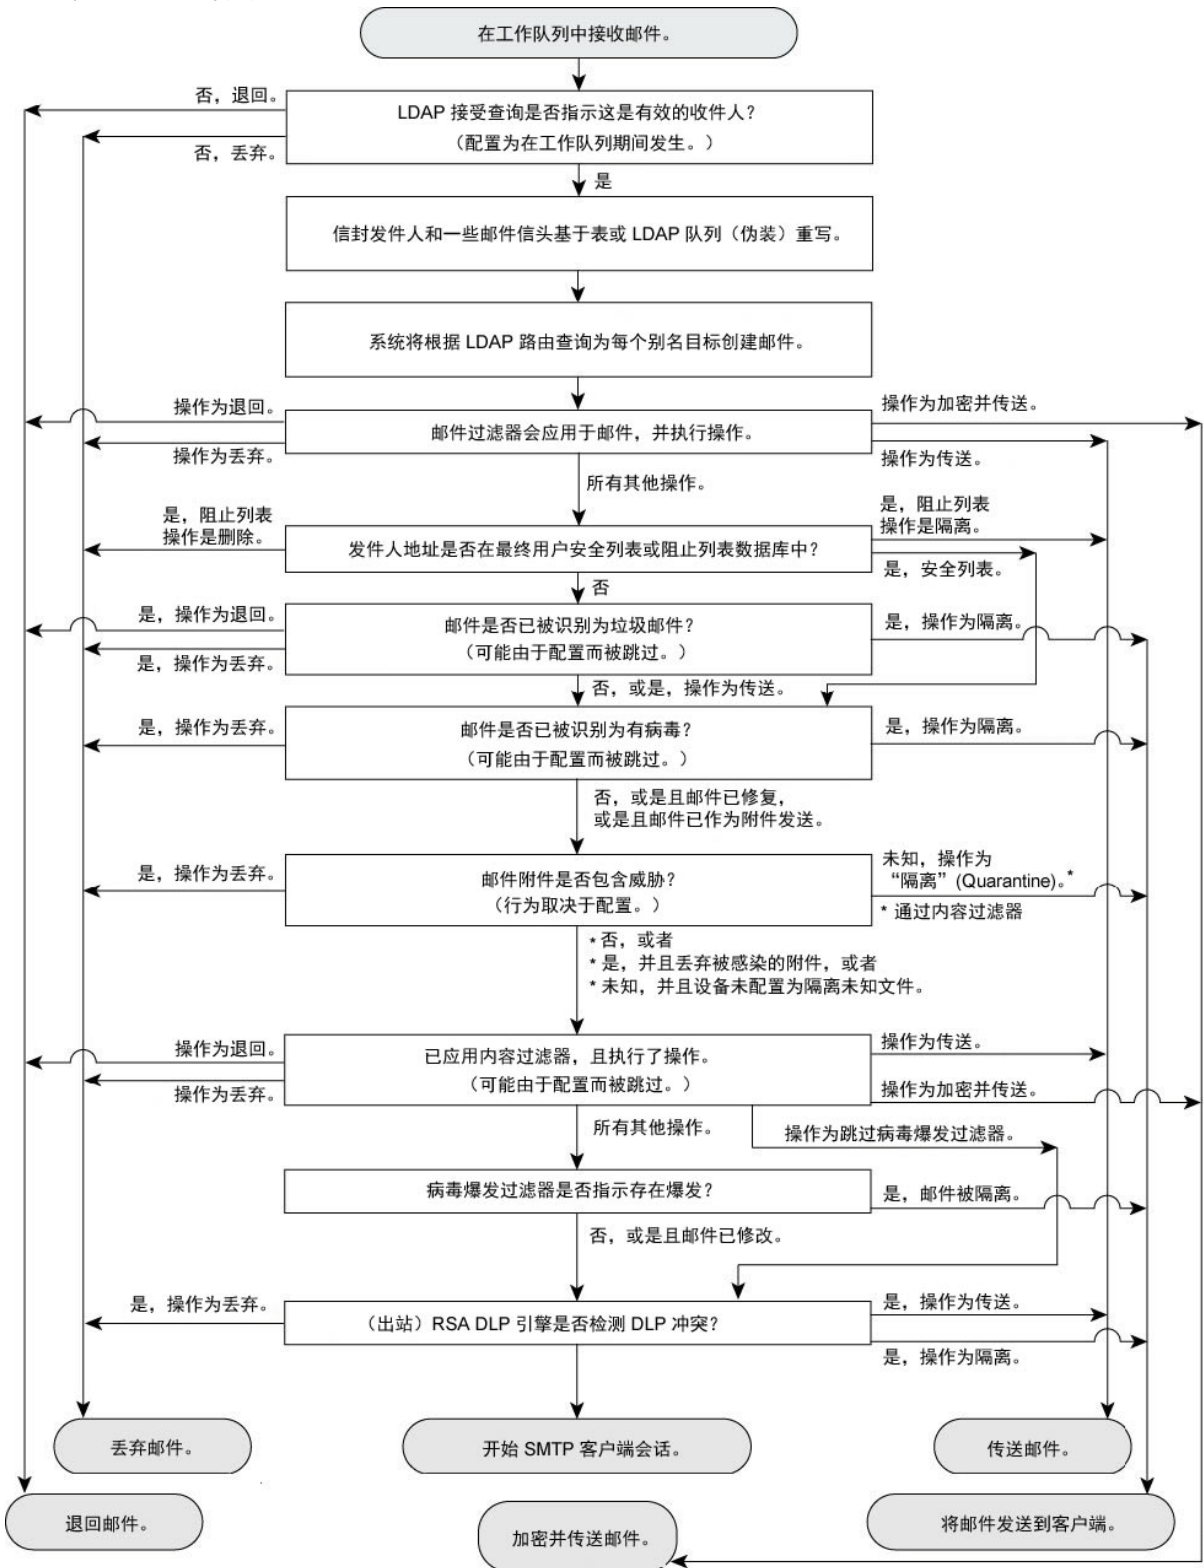 在工作队列中接收邮件。
否，退回。
LDAP 接受查询是否指示这是有效的收件人？
（配置为在工作队列期间发生。）
否，丢弃。
是
信封发件人和一些邮件信头基于表或 LDAP 队列（伪装）重写。
系统将根据 LDAP 路由查询为每个别名目标创建邮件。
操作为退回。
操作为加密并传送。
邮件过滤器会应用于邮件，并执行操作。
操作为丢弃。
操作为传送。
所有其他操作。
是，阻止列表
操作是删除。
是，阻止列表
操作是隔离。
发件人地址是否在最终用户安全列表或阻止列表数据库中？
是，安全列表。
否
是，操作为退回。
邮件是否已被识别为垃圾邮件？
（可能由于配置而被跳过。）
是，操作为隔离。
是，操作为丢弃。
否，或是，操作为传送。
是，操作为丢弃。
邮件是否已被识别为有病毒？
（可能由于配置而被跳过。）
是，操作为隔离。
否，或是且邮件已修复，
或是且邮件已作为附件发送。
是，操作为丢弃。
邮件附件是否包含威胁？
（行为取决于配置。）
未知，操作为
“隔离”(Quarantine)。*
* 通过内容过滤器
* 否，或者
* 是，并且丢弃被感染的附件，或者
* 未知，并且设备未配置为隔离未知文件。
操作为退回。
已应用内容过滤器，且执行了操作。
（可能由于配置而被跳过。）
操作为传送。
操作为丢弃。
操作为加密并传送。
所有其他操作。
操作为跳过病毒爆发过滤器。
病毒爆发过滤器是否指示存在爆发？
是，邮件被隔离。
否，或是且邮件已修改。
是，操作为丢弃。
（出站）RSA DLP 引擎是否检测 DLP 冲突？
是，操作为传送。
是，操作为隔离。
丢弃邮件。
开始 SMTP 客户端会话。
传送邮件。
退回邮件。
加密并传送邮件。
将邮件发送到客户端。